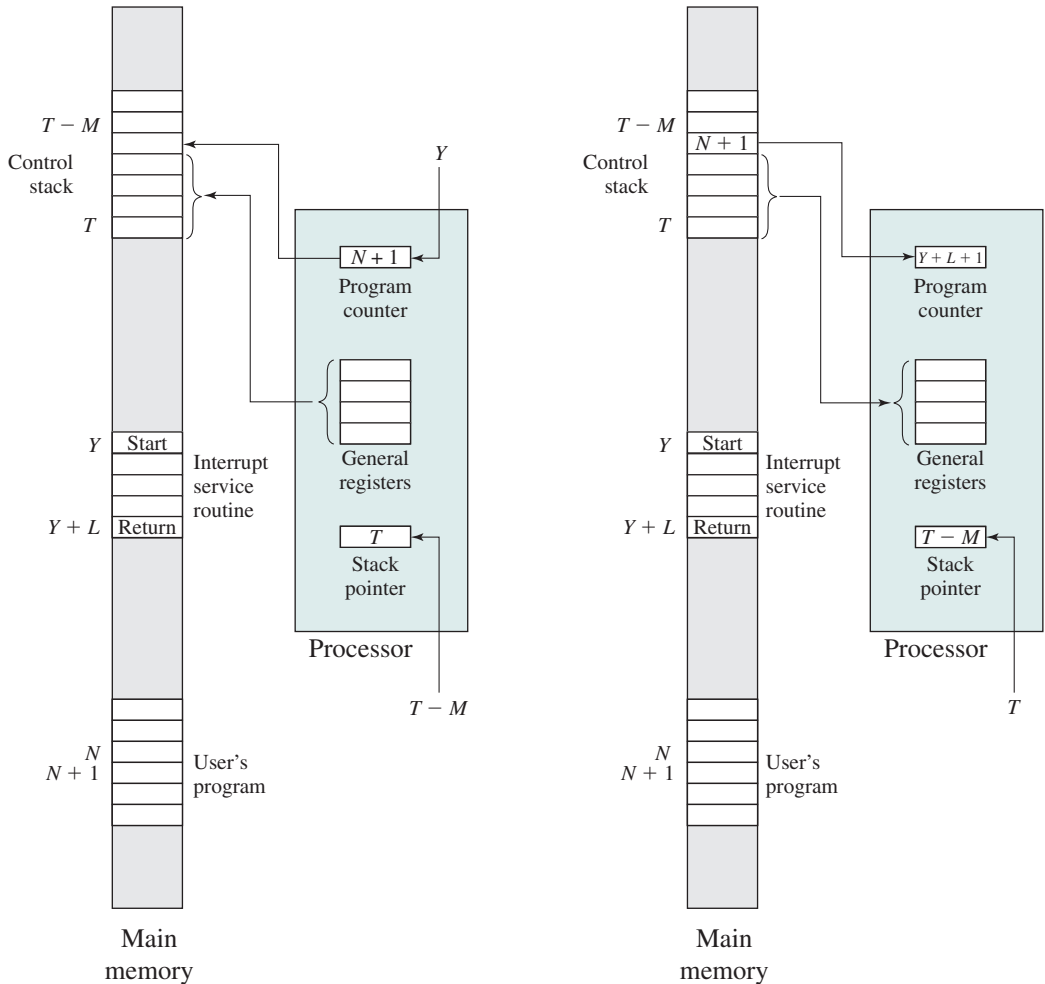 T − M
Control
stack
T
Y
N + 1
Program
counter
Y
Start
Interrupt
service
routine
Y + L
Return
General
registers
T
Stack
pointer
Processor
T − M
N
N + 1
User's
program
Main
memory
T − M
N + 1
Control
stack
T
Y + L + 1
Program
counter
Y
Start
Interrupt
service
routine
Y + L
Return
General
registers
T − M
Stack
pointer
Processor
T
N
N + 1
User's
program
Main
memory